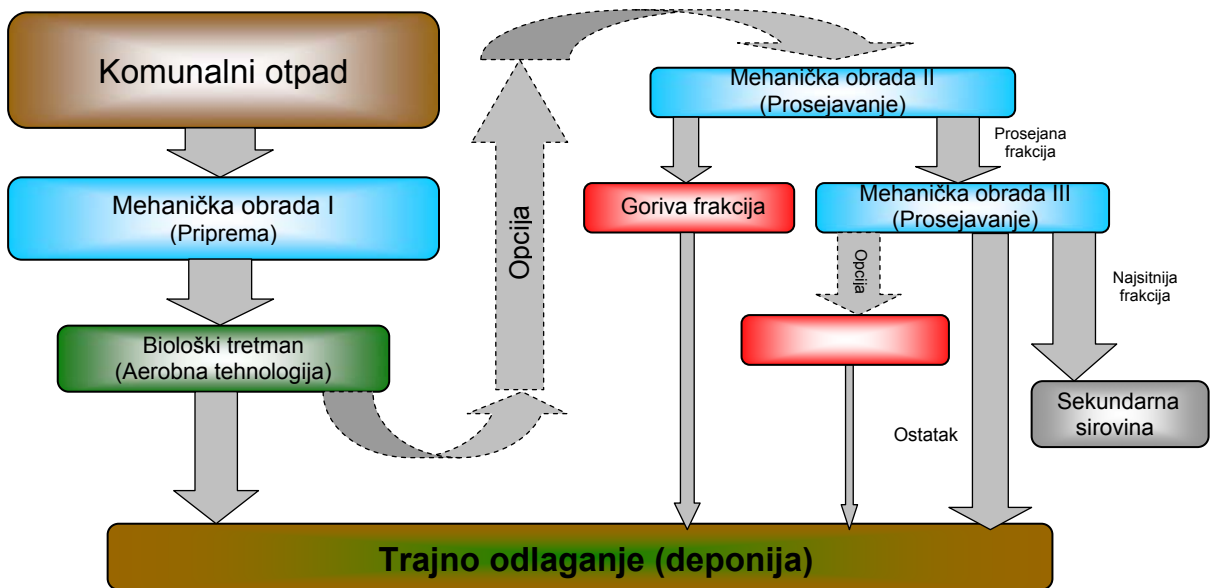 Komunalni otpad
Mehanička obrada I
(Priprema)
Biološki tretman
(Aerobna tehnologija)
Opcija
Mehanička obrada II
(Prosejavanje)
Prosejana
frakcija
Goriva frakcija
Mehanička obrada III
(Prosejavanje)
Opcija
Najsitnija
frakcija
Sekundarna
sirovina
Ostatak
Trajno odlaganje (deponija)